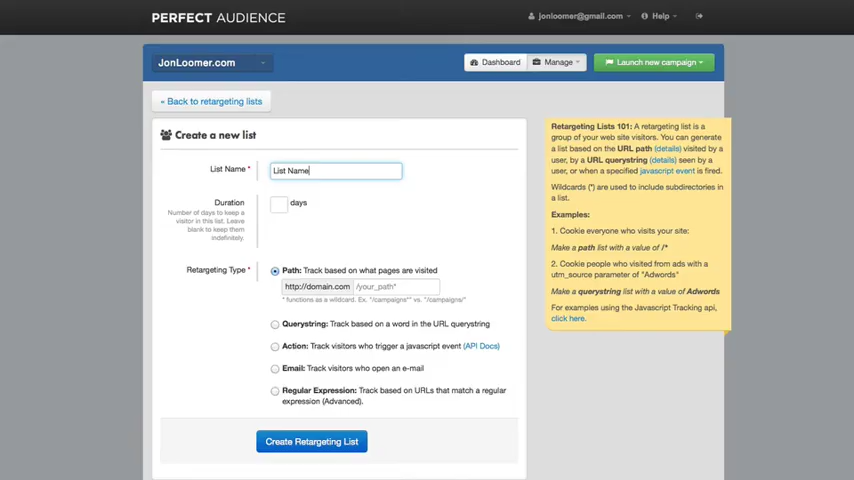 PERFECT AUDIENCE
jonloomer@gmail.com
Help
JonLoomer.com
Dashboard
Manage
Launch new campaign
« Back to retargeting lists
Create a new list
List Name *
List Name
Duration
days
Number of days to keep a
visitor in this list. Leave
blank to keep them
indefinitely.
Retargeting Type *
Path: Track based on what pages are visited
http://domain.com
/your_path*
* functions as a wildcard. Ex. "/campaigns*" vs. "/campaigns/"
Querystring: Track based on a word in the URL querystring
Action: Track visitors who trigger a javascript event (API Docs)
Email: Track visitors who open an e-mail
Regular Expression: Track based on URLs that match a regular
expression (Advanced).
Create Retargeting List
Retargeting Lists 101: A retargeting list is a
group of your web site visitors. You can generate
a list based on the URL path (details) visited by a
user, by a URL querystring (details) seen by a
user, or when a specified javascript event is fired.
Wildcards (*) are used to include subdirectories in
a list.
Examples:
1. Cookie everyone who visits your site:
Make a path list with a value of /*
2. Cookie people who visited from ads with a
utm_source parameter of "Adwords"
Make a querystring list with a value of Adwords
For examples using the Javascript Tracking api,
click here.